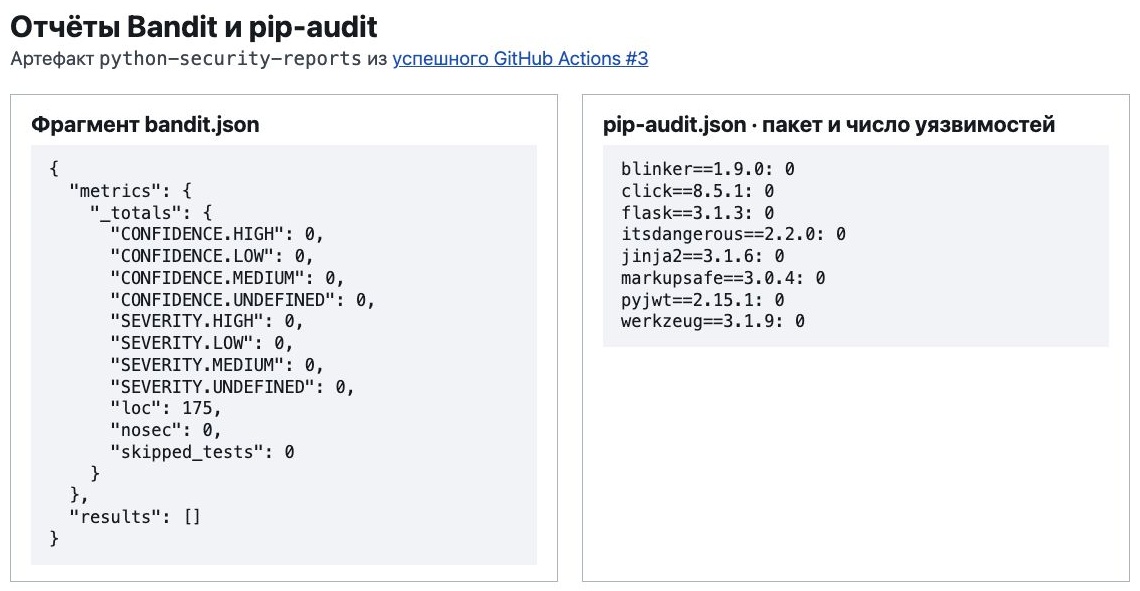 Отчёты Bandit и pip-audit
Артефакт python-security-reports из успешного GitHub Actions #3
Фрагмент bandit.json
{
  "metrics": {
    "_totals": {
      "CONFIDENCE.HIGH": 0,
      "CONFIDENCE.LOW": 0,
      "CONFIDENCE.MEDIUM": 0,
      "CONFIDENCE.UNDEFINED": 0,
      "SEVERITY.HIGH": 0,
      "SEVERITY.LOW": 0,
      "SEVERITY.MEDIUM": 0,
      "SEVERITY.UNDEFINED": 0,
      "loc": 175,
      "nosec": 0,
      "skipped_tests": 0
    }
  },
  "results": []
}
pip-audit.json · пакет и число уязвимостей
blinker==1.9.0: 0
click==8.5.1: 0
flask==3.1.3: 0
itsdangerous==2.2.0: 0
jinja2==3.1.6: 0
markupsafe==3.0.4: 0
pyjwt==2.15.1: 0
werkzeug==3.1.9: 0